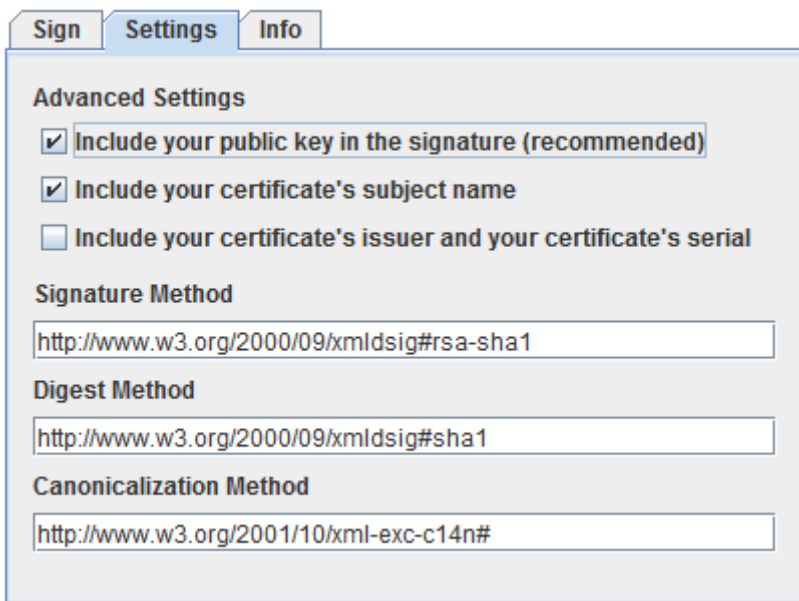 Sign Settings Info
Advanced Settings
Include your public key in the signature (recommended)
Include your certificate's subject name
Include your certificate's issuer and your certificate's serial
Signature Method
http://www.w3.org/2000/09/xmldsig#rsa-sha1
Digest Method
http://www.w3.org/2000/09/xmldsig#sha1
Canonicalization Method
http://www.w3.org/2001/10/xml-exc-c14n#